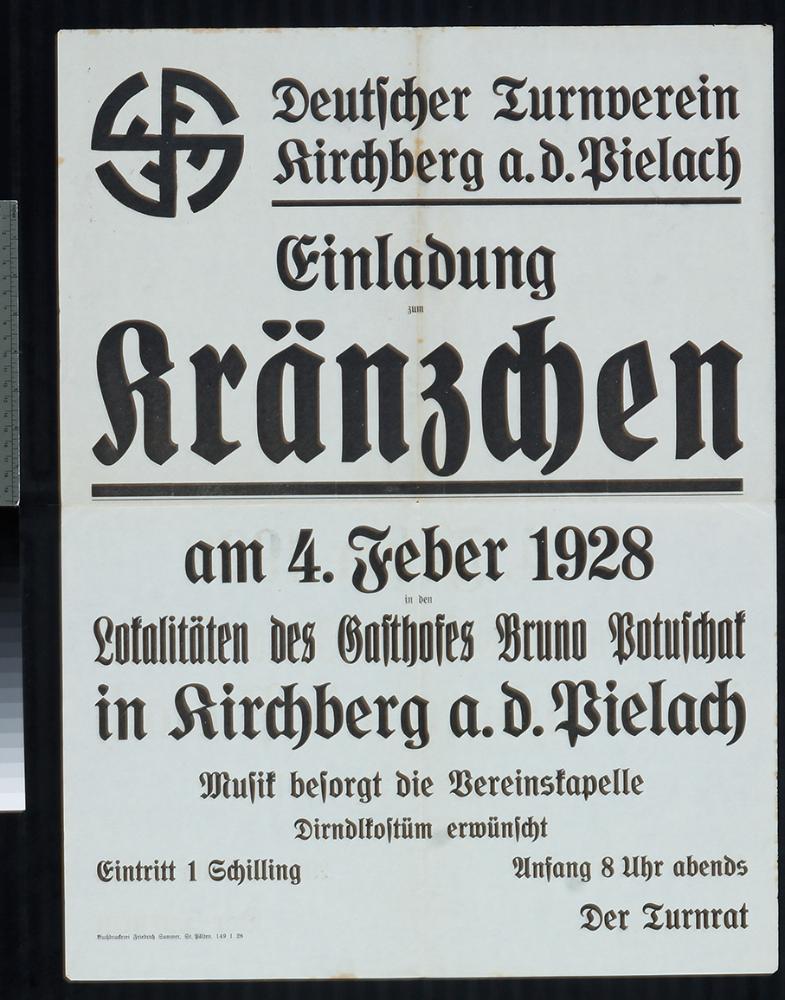 Deutscher Turnverein
Kirchberg a. d. Pielach
Einladung
zum
Kränzchen
am 4. Feber 1928
in den
Lokalitäten des Gasthofes Bruno Potuschak
in Kirchberg a. d. Pielach
Musik besorgt die Vereinskapelle
Dirndlkostüm erwünscht
Eintritt 1 Schilling
Anfang 8 Uhr abends
Der Turnrat
Buchdruckerei Friedrich Sommer, St. Pölten. 149 1 28